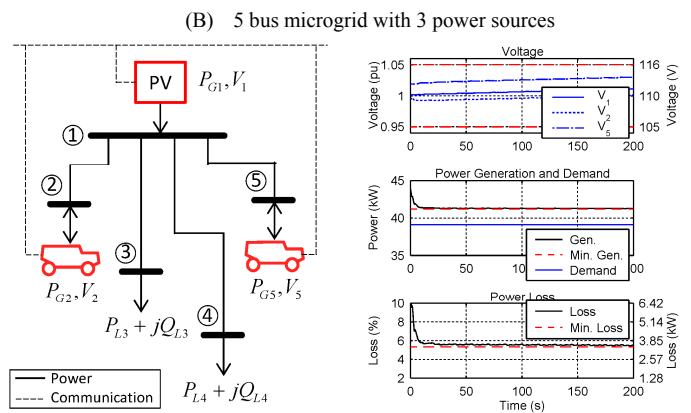 (B) 5 bus microgrid with 3 power sources
PV
P_{G1}, V_1
①
②
③
④
⑤
P_{G2}, V_2
P_{G5}, V_5
P_{L3} + jQ_{L3}
P_{L4} + jQ_{L4}
Power
Communication
Voltage
Voltage (pu)
1.05
1
0.95
116
110
105
Voltage (V)
V_1
V_2
V_5
0 50 100 150 200
Power Generation and Demand
Power (kW)
45
40
35
Gen.
Min. Gen.
Demand
0 50 100 150 200
Power Loss
Loss (%)
10
8
6
4
2
6.42
5.14
3.85
2.57
1.28
Loss (kW)
Loss
Min. Loss
0 50 100 150 200
Time (s)